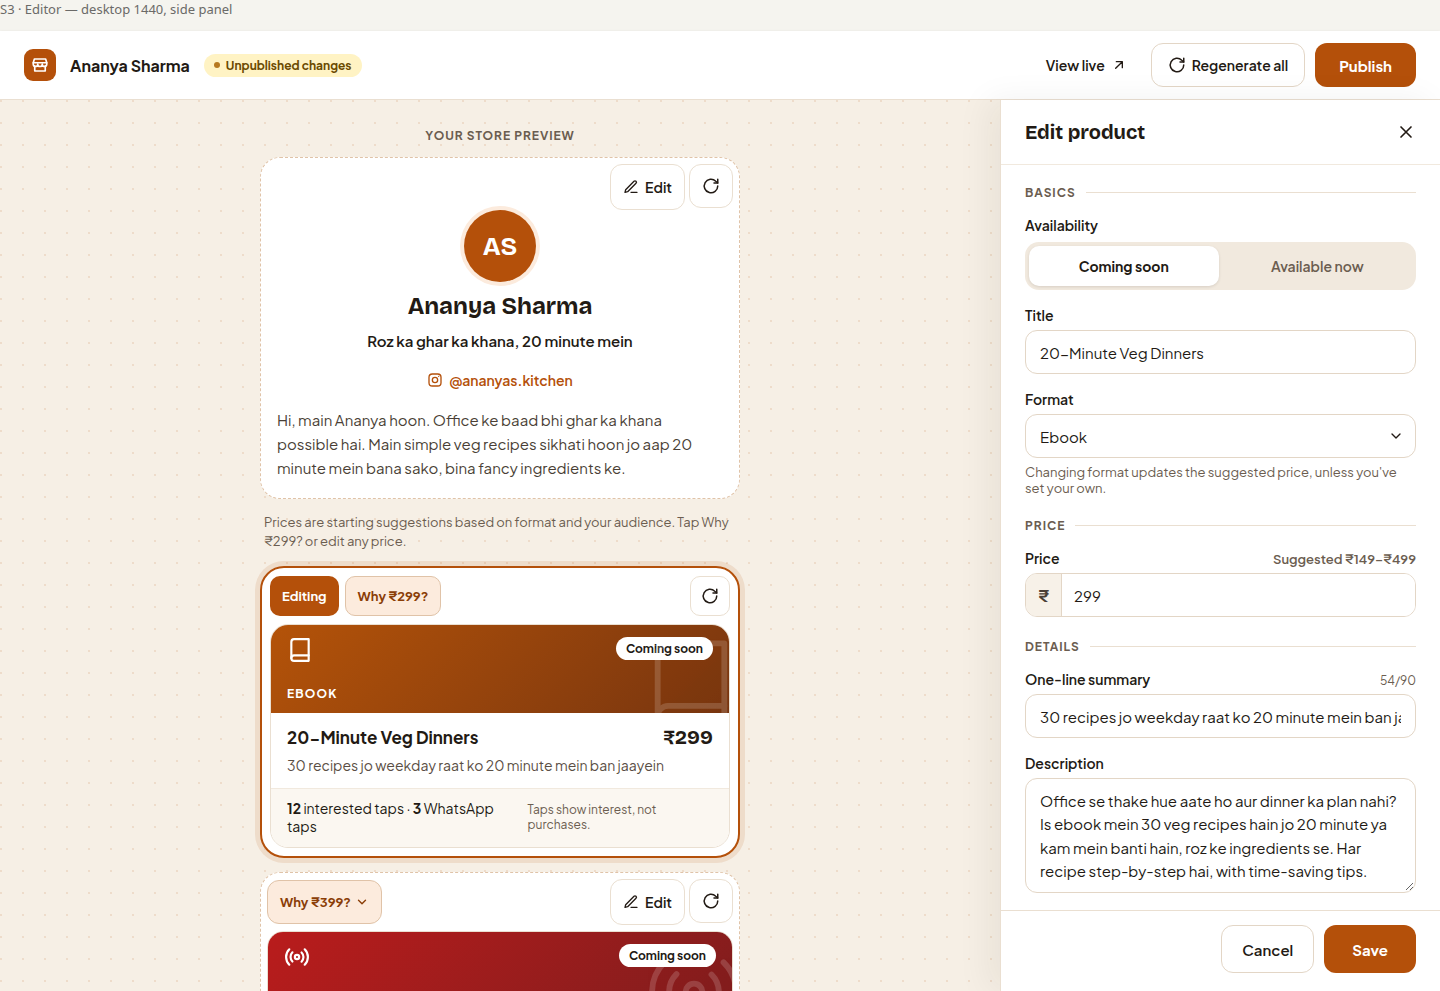 S3 · Editor — desktop 1440, side panel
Ananya Sharma
Unpublished changes
View live
Regenerate all
Publish
YOUR STORE PREVIEW
Edit
AS
Ananya Sharma
Roz ka ghar ka khana, 20 minute mein
@ananyas.kitchen
Hi, main Ananya hoon. Office ke baad bhi ghar ka khana
possible hai. Main simple veg recipes sikhati hoon jo aap 20
minute mein bana sako, bina fancy ingredients ke.
Prices are starting suggestions based on format and your audience. Tap Why
₹299? or edit any price.
Editing
Why ₹299?
Coming soon
EBOOK
20-Minute Veg Dinners
₹299
30 recipes jo weekday raat ko 20 minute mein ban jaayein
12 interested taps · 3 WhatsApp
taps
Taps show interest, not
purchases.
Why ₹399?
Edit
Coming soon
Edit product
BASICS
Availability
Coming soon
Available now
Title
20-Minute Veg Dinners
Format
Ebook
Changing format updates the suggested price, unless you've
set your own.
PRICE
Price
Suggested ₹149–₹499
₹
299
DETAILS
One-line summary
54/90
30 recipes jo weekday raat ko 20 minute mein ban ja
Description
Office se thake hue aate ho aur dinner ka plan nahi?
Is ebook mein 30 veg recipes hain jo 20 minute ya
kam mein banti hain, roz ke ingredients se. Har
recipe step-by-step hai, with time-saving tips.
Cancel
Save